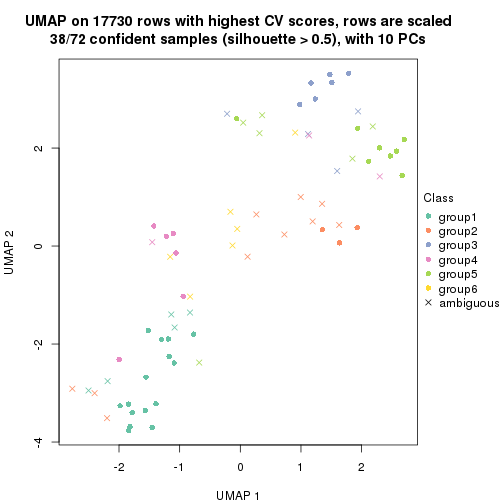 UMAP on 17730 rows with highest CV scores, rows are scaled
38/72 confident samples (silhouette > 0.5), with 10 PCs
UMAP 2
2
0
-2
-4
-2
-1
0
1
2
UMAP 1
Class
group1
group2
group3
group4
group5
group6
ambiguous